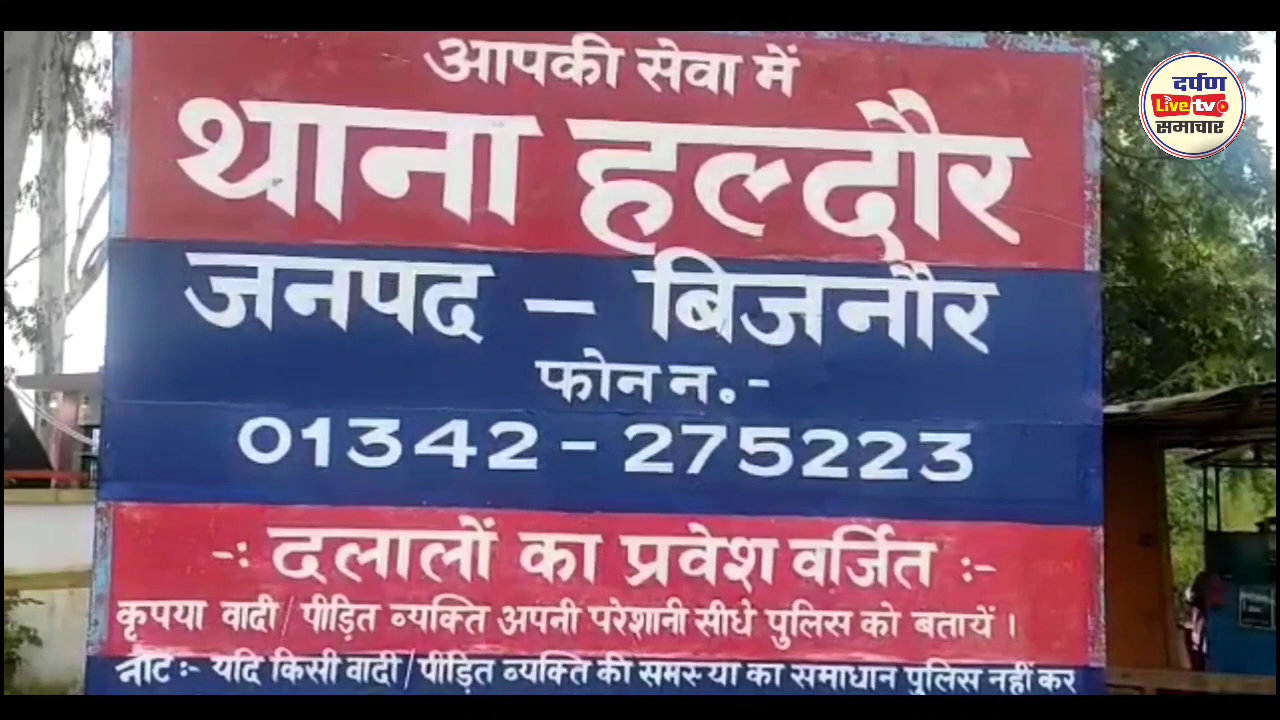 आपकी सेवा में
थाना हल्दौर
जनपद - बिजनौर
फोन न॰ -
01342 - 275223
-: दलालों का प्रवेश वर्जित :-
कृपया वादी / पीड़ित व्यक्ति अपनी परेशानी सीधे पुलिस को बतायें ।
नोट :- यदि किसी वादी / पीड़ित व्यक्ति की समस्या का समाधान पुलिस नहीं कर
दर्पण
Live tv
समाचार